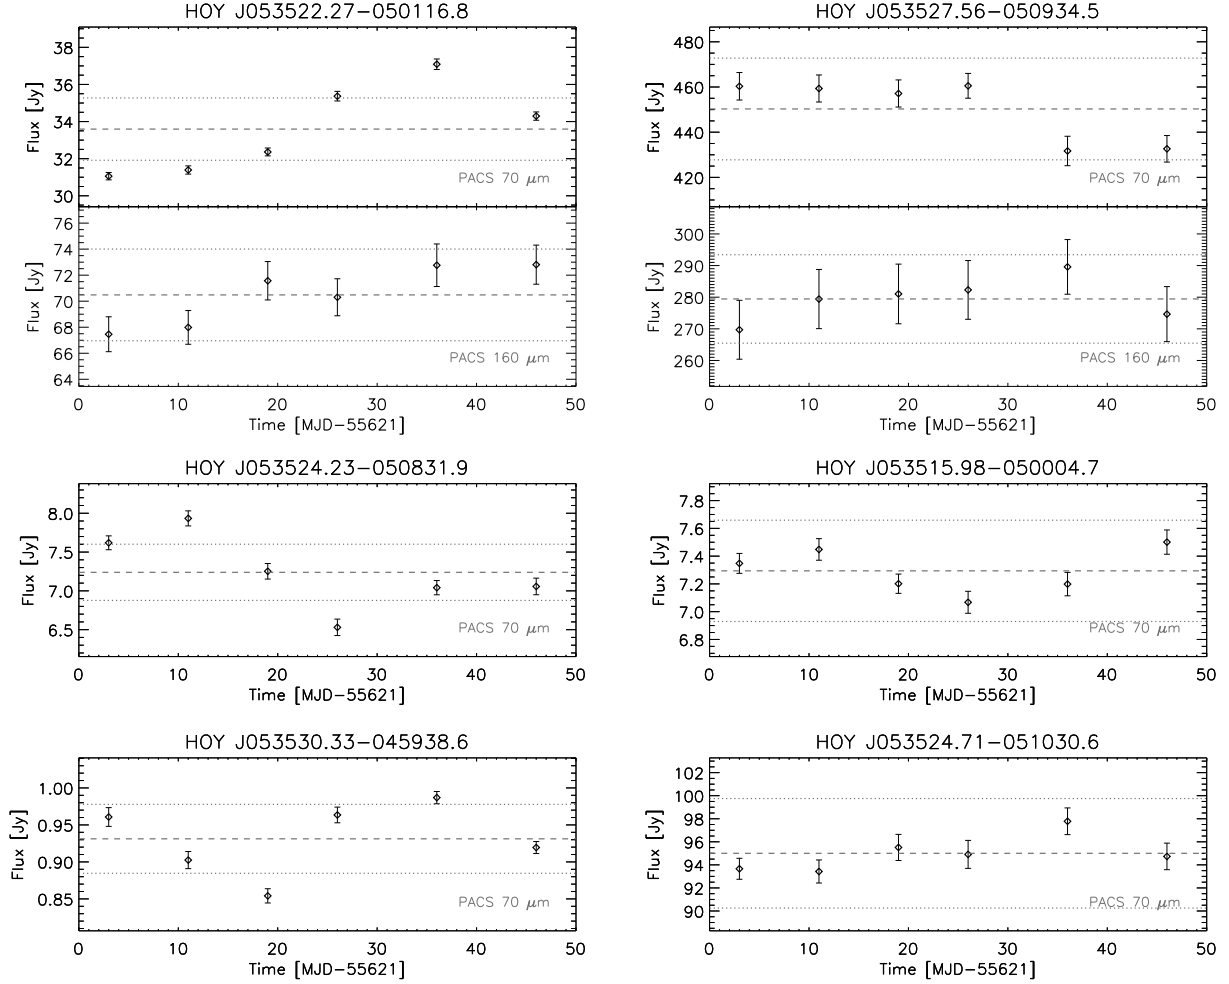 HOY J053522.27−050116.8
38
36
34
32
30
Flux [Jy]
PACS 70 μm
76
74
72
70
68
66
64
Flux [Jy]
PACS 160 μm
0 10 20 30 40 50
Time [MJD−55621]
HOY J053527.56−050934.5
480
460
440
420
Flux [Jy]
PACS 70 μm
300
290
280
270
260
Flux [Jy]
PACS 160 μm
0 10 20 30 40 50
Time [MJD−55621]
HOY J053524.23−050831.9
8.0
7.5
7.0
6.5
Flux [Jy]
PACS 70 μm
0 10 20 30 40 50
Time [MJD−55621]
HOY J053515.98−050004.7
7.8
7.6
7.4
7.2
7.0
6.8
Flux [Jy]
PACS 70 μm
0 10 20 30 40 50
Time [MJD−55621]
HOY J053530.33−045938.6
1.00
0.95
0.90
0.85
Flux [Jy]
PACS 70 μm
0 10 20 30 40 50
Time [MJD−55621]
HOY J053524.71−051030.6
102
100
98
96
94
92
90
Flux [Jy]
PACS 70 μm
0 10 20 30 40 50
Time [MJD−55621]